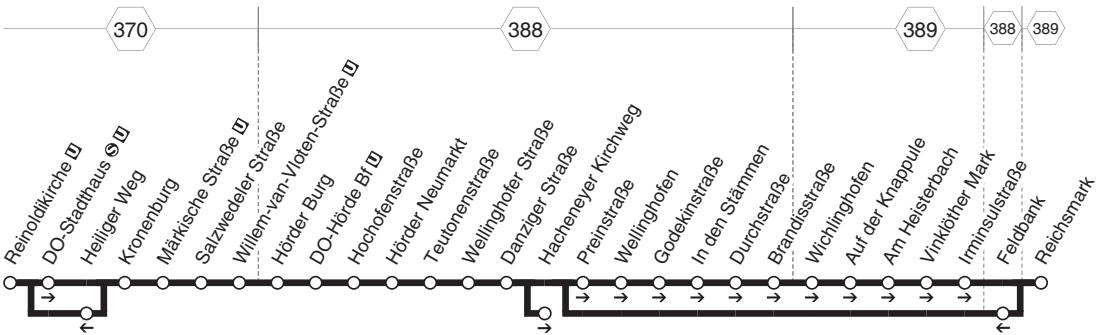 370
388
389
388
389
Reinoldikirche U
DO-Stadthaus S U
Heiliger Weg
Kronenburg
Märkische Straße U
Salzwedeler Straße
Willem-van-Vloten-Straße U
Hörder Burg
DO-Hörde Bf U
Hochofenstraße
Hörder Neumarkt
Teutonenstraße
Wellinghofer Straße
Danziger Straße
Hacheneyer Kirchweg
Preinstraße
Wellinghofen
Godekinstraße
In den Stämmen
Durchstraße
Brandisstraße
Wichlinghofen
Auf der Knappule
Am Heisterbach
Vinklöther Mark
Irminsulstraße
Feldbank
Reichsmark